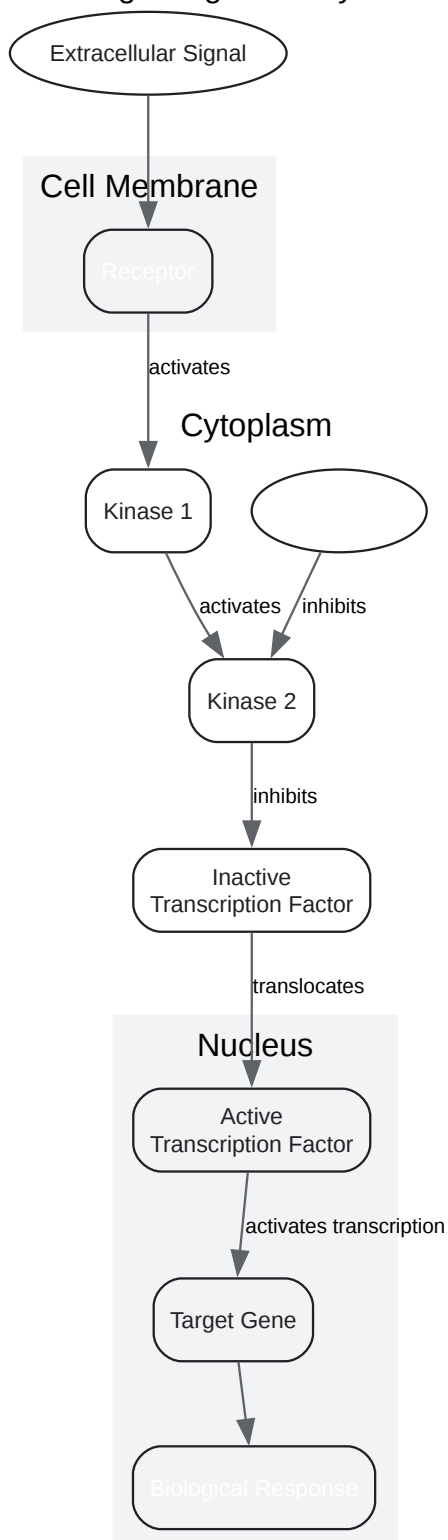 Extracellular Signal
Cell Membrane
Receptor
activates
Cytoplasm
Kinase 1
activates
inhibits
Kinase 2
inhibits
Inactive
Transcription Factor
translocates
Nucleus
Active
Transcription Factor
activates transcription
Target Gene
Biological Response